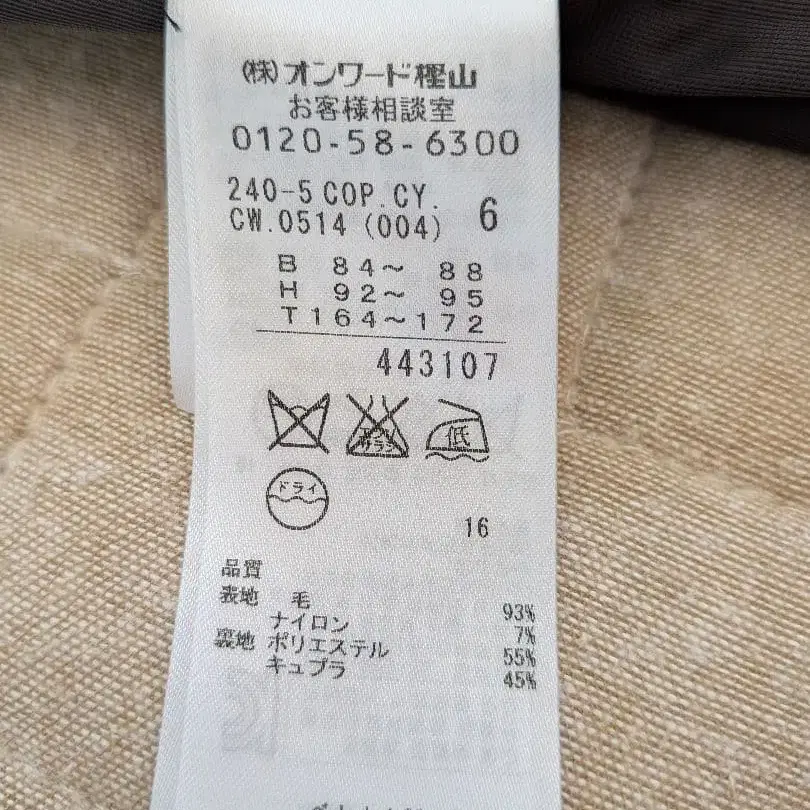 (株)オンワード樫山
お客様相談室
0120-58-6300
240-5 COP.CY. 6
CW.0514 (004)
B 84～ 88
H 92～ 95
T164～172
443107
低
ドライ
16
品質
表地 毛 93%
ナイロン 7%
裏地 ポリエステル 55%
キュプラ 45%